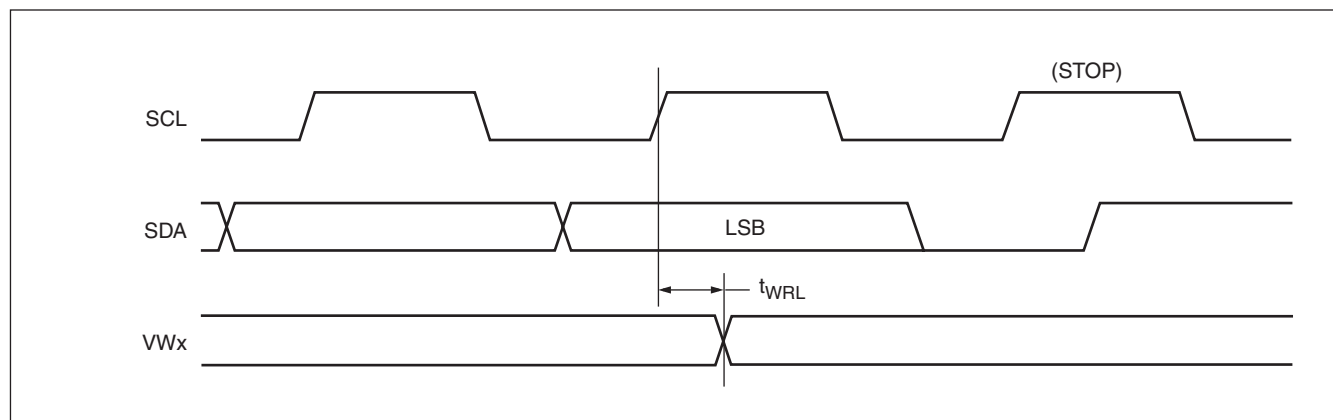 (STOP)
SCL
SDA
LSB
tWRL
VWx